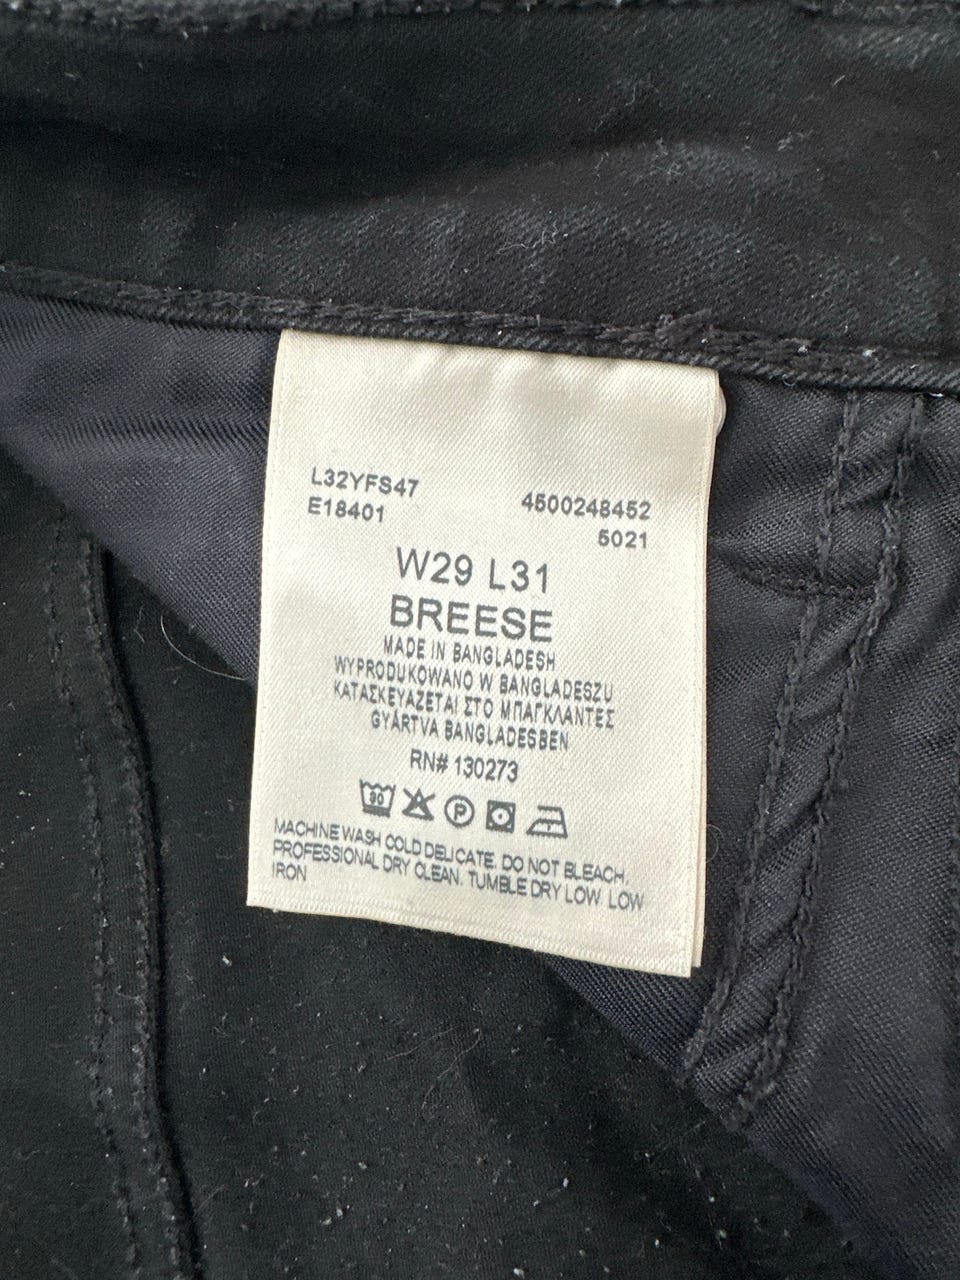 L32YFS47
E18401
4500248452
5021
W29 L31
BREESE
MADE IN BANGLADESH
WYPRODUKOWANO W BANGLADESZU
ΚΑΤΑΣΚΕΥΑΖΕΤΑΙ ΣΤΟ ΜΠΑΓΚΛΑΝΤΕΣ
GYÁRTVA BANGLADESBEN
RN# 130273
30 P
MACHINE WASH COLD DELICATE. DO NOT BLEACH.
PROFESSIONAL DRY CLEAN. TUMBLE DRY LOW. LOW
IRON